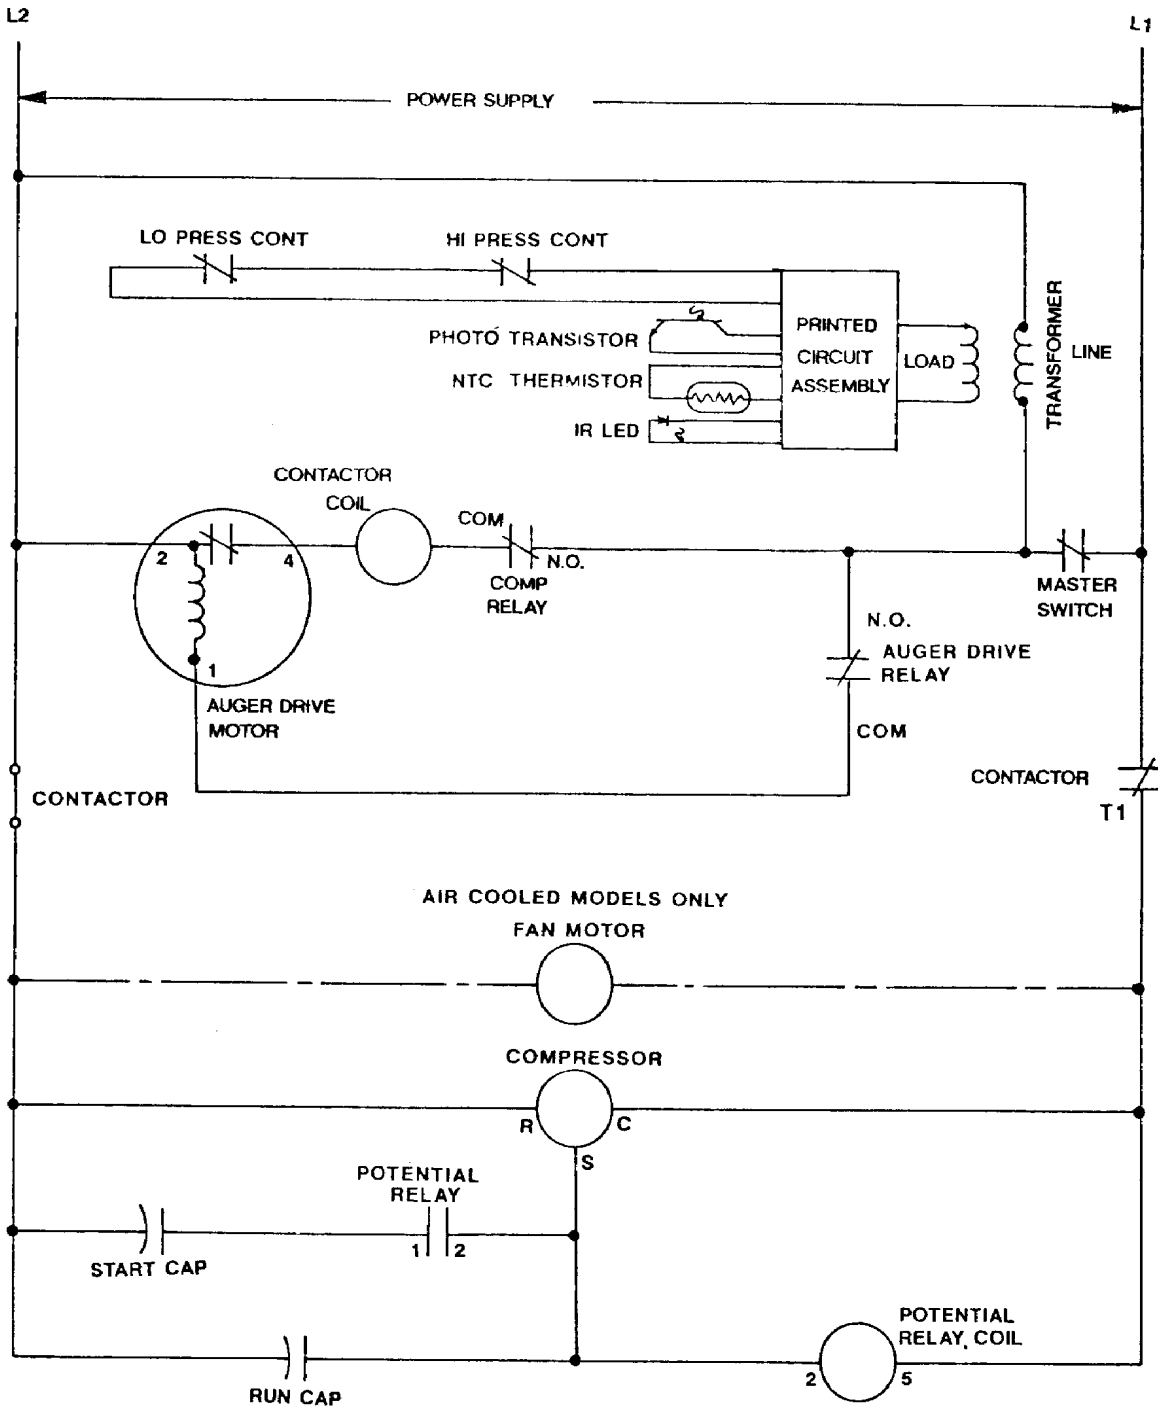 L2
L1
POWER SUPPLY
LO PRESS CONT
HI PRESS CONT
PHOTO TRANSISTOR
NTC THERMISTOR
IR LED
PRINTED
CIRCUIT
ASSEMBLY
LOAD
TRANSFORMER
LINE
CONTACTOR
COIL
COM
N.O.
COMP
RELAY
2
4
1
AUGER DRIVE
MOTOR
MASTER
SWITCH
N.O.
AUGER DRIVE
RELAY
COM
CONTACTOR
CONTACTOR
T1
AIR COOLED MODELS ONLY
FAN MOTOR
COMPRESSOR
R
C
S
POTENTIAL
RELAY
1
2
START CAP
POTENTIAL
RELAY COIL
2
5
RUN CAP